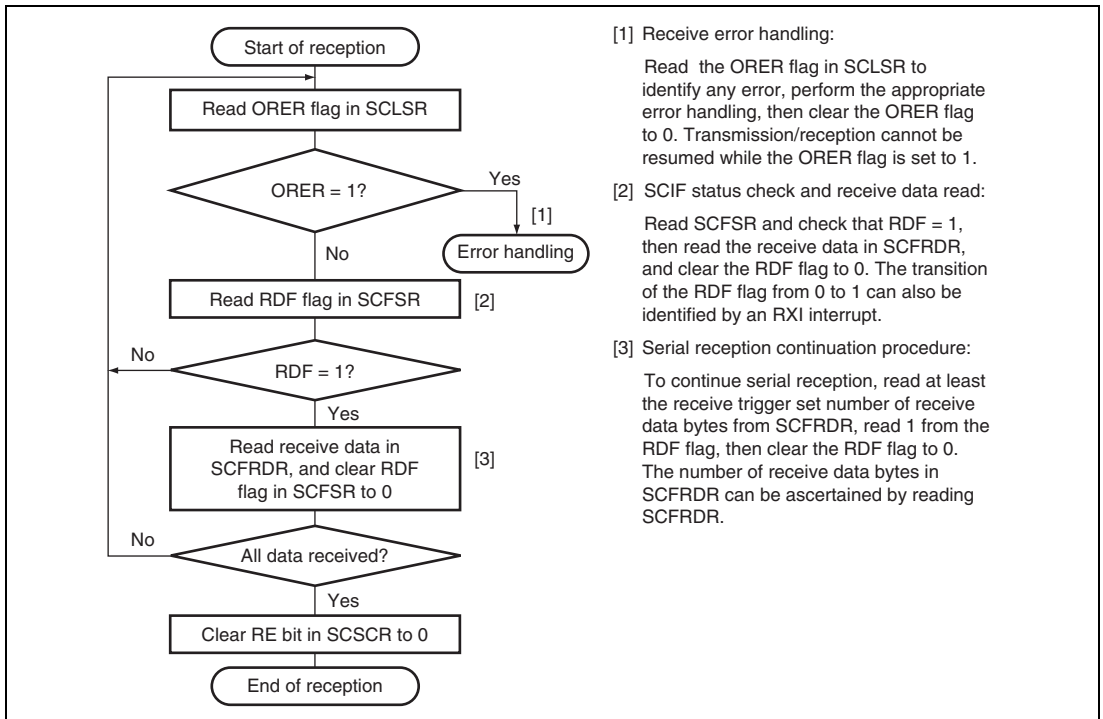 Start of reception
Read ORER flag in SCLSR
ORER = 1?
Yes
[1]
Error handling
No
Read RDF flag in SCFSR
[2]
No
RDF = 1?
Yes
Read receive data in
SCFRDR, and clear RDF
flag in SCFSR to 0
[3]
No
All data received?
Yes
Clear RE bit in SCSCR to 0
End of reception
[1] Receive error handling:
Read the ORER flag in SCLSR to
identify any error, perform the appropriate
error handling, then clear the ORER flag
to 0. Transmission/reception cannot be
resumed while the ORER flag is set to 1.
[2] SCIF status check and receive data read:
Read SCFSR and check that RDF = 1,
then read the receive data in SCFRDR,
and clear the RDF flag to 0. The transition
of the RDF flag from 0 to 1 can also be
identified by an RXI interrupt.
[3] Serial reception continuation procedure:
To continue serial reception, read at least
the receive trigger set number of receive
data bytes from SCFRDR, read 1 from the
RDF flag, then clear the RDF flag to 0.
The number of receive data bytes in
SCFRDR can be ascertained by reading
SCFRDR.